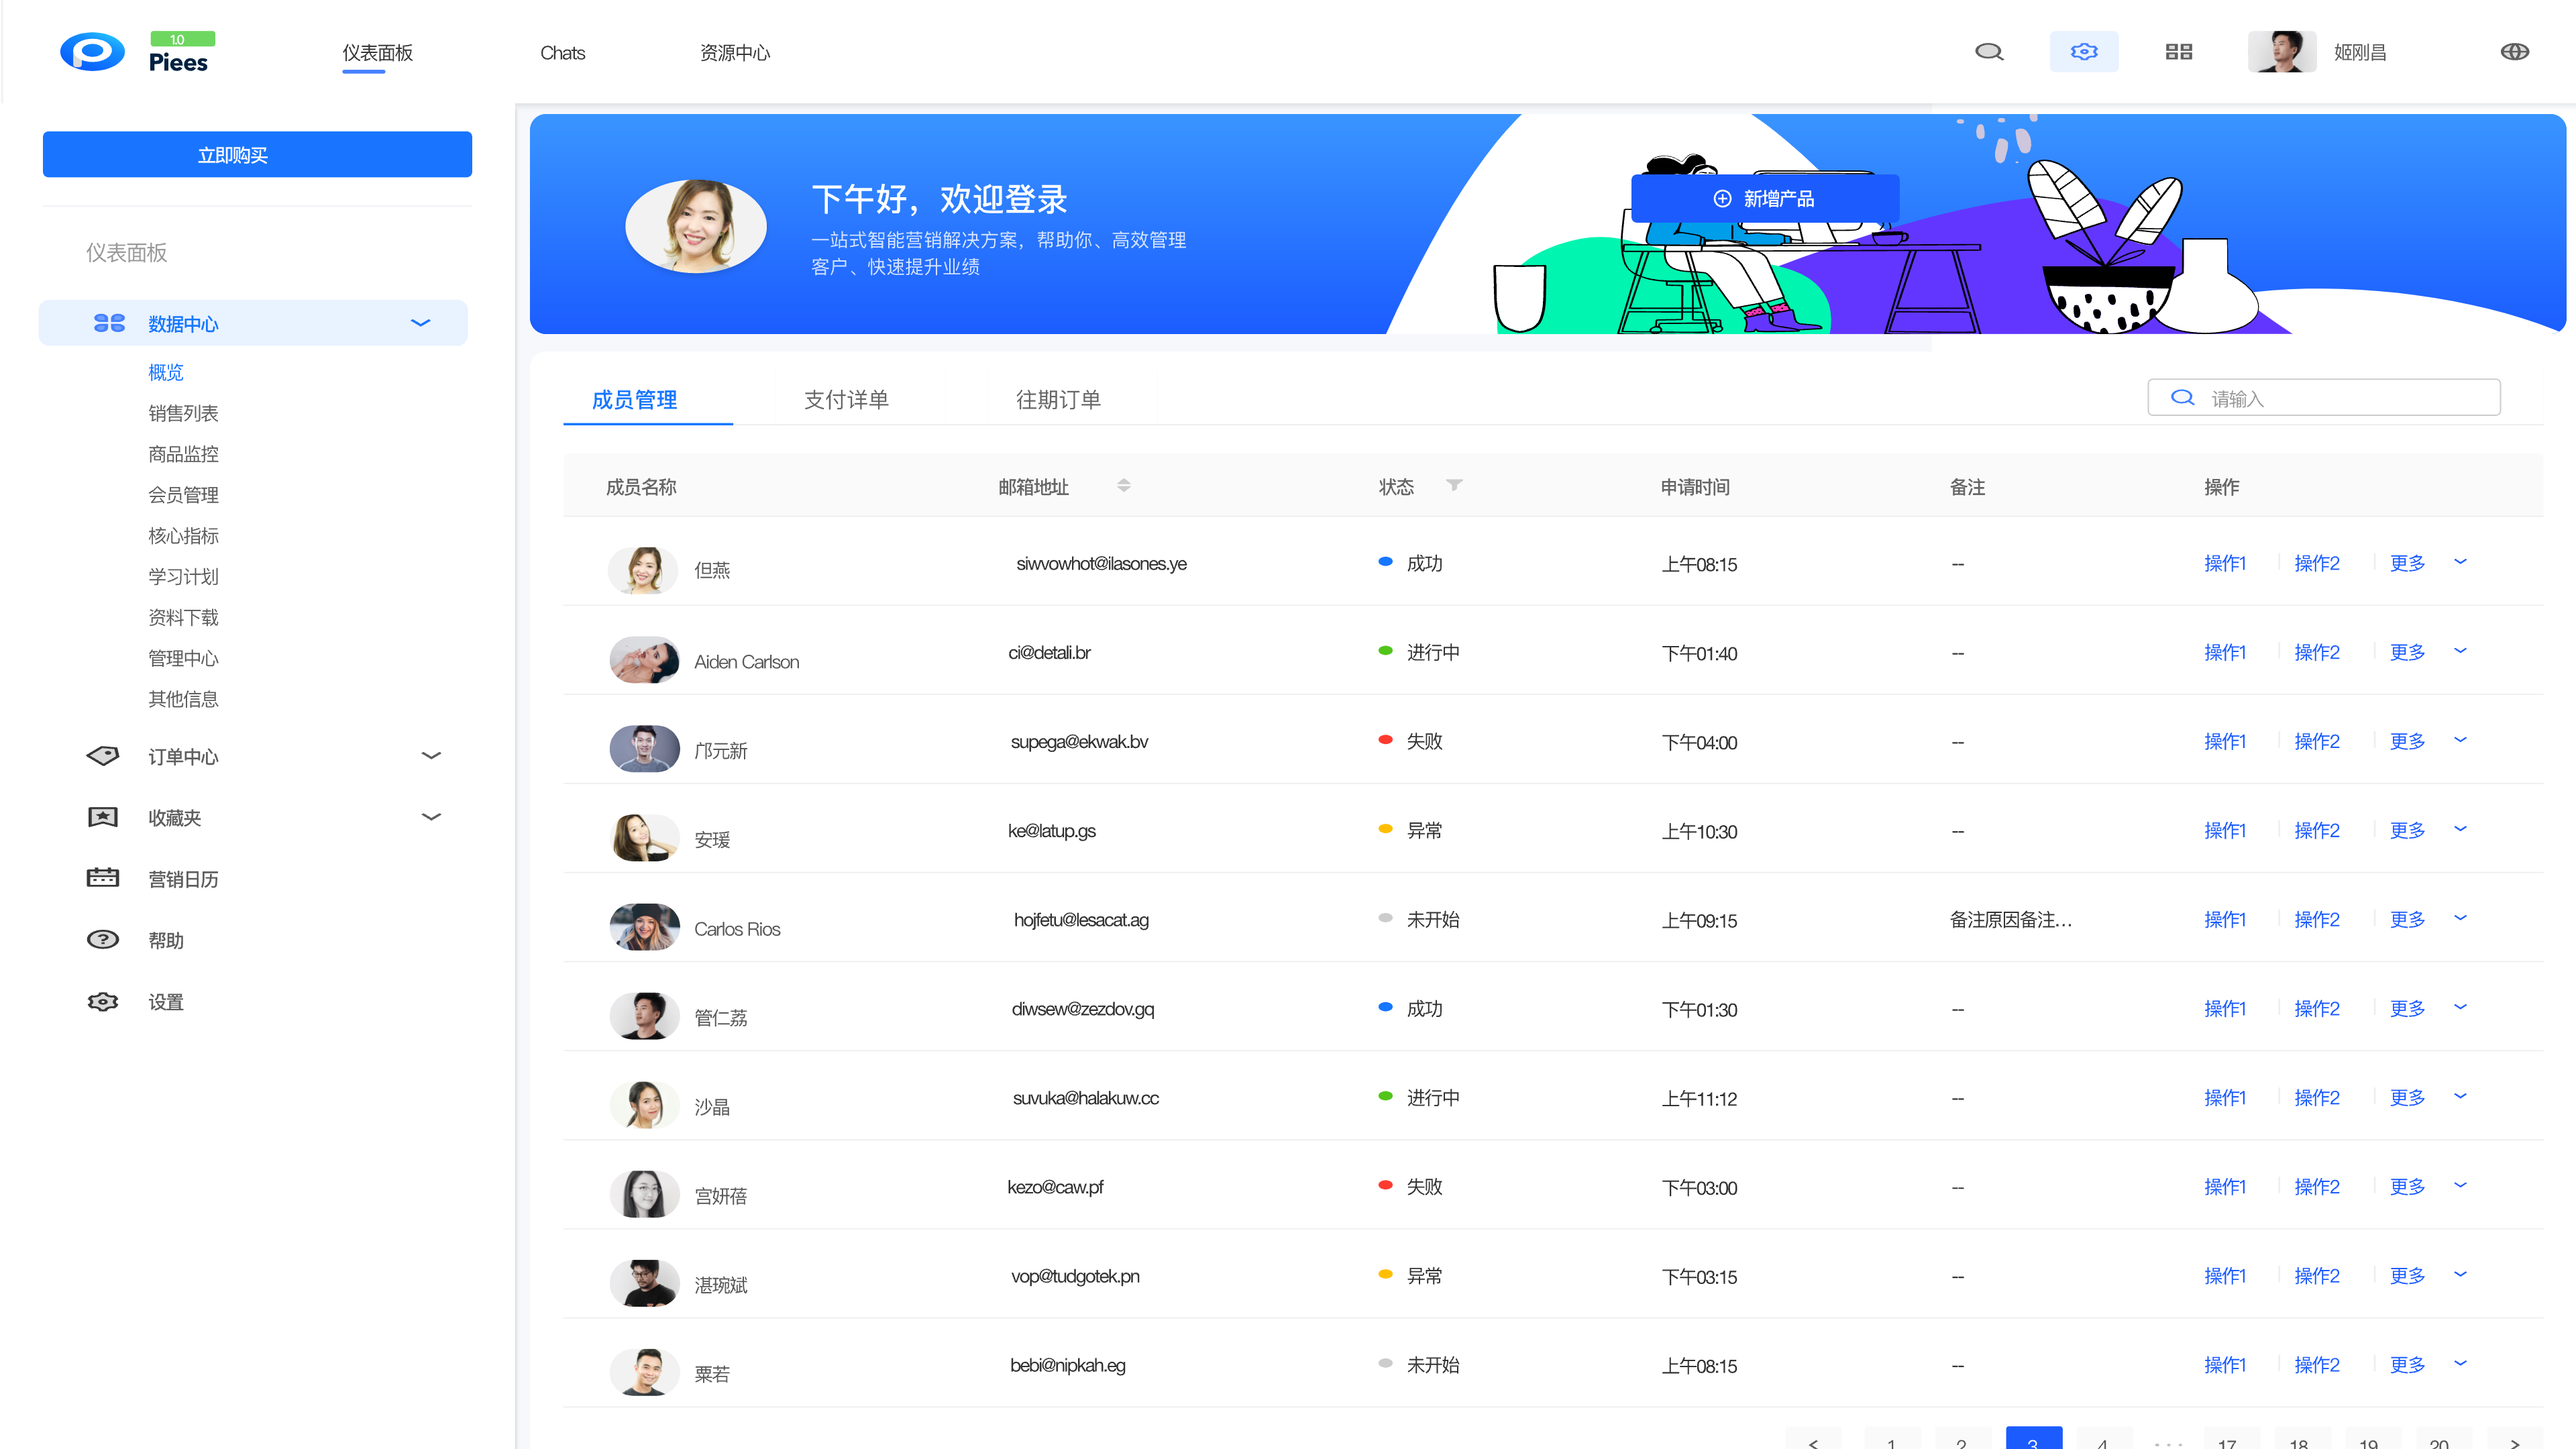 1.0
Piees
仪表面板
Chats
资源中心
姬刚昌
立即购买
仪表面板
数据中心
概览
销售列表
商品监控
会员管理
核心指标
学习计划
资料下载
管理中心
其他信息
订单中心
收藏夹
营销日历
帮助
设置
下午好，欢迎登录
一站式智能营销解决方案，帮助你、高效管理
客户、快速提升业绩
新增产品
成员管理 支付详单 往期订单
请输入
成员名称 邮箱地址 状态 申请时间 备注 操作
但燕 siwvowhot@ilasones.ye 成功 上午08:15 -- 操作1 操作2 更多
Aiden Carlson ci@detali.br 进行中 下午01:40 -- 操作1 操作2 更多
邝元新 supega@ekwak.bv 失败 下午04:00 -- 操作1 操作2 更多
安瑗 ke@latup.gs 异常 上午10:30 -- 操作1 操作2 更多
Carlos Rios hojfetu@lesacat.ag 未开始 上午09:15 备注原因备注... 操作1 操作2 更多
管仁荔 diwsew@zezdov.gq 成功 下午01:30 -- 操作1 操作2 更多
沙晶 suvuka@halakuw.cc 进行中 上午11:12 -- 操作1 操作2 更多
宫妍蓓 kezo@caw.pf 失败 下午03:00 -- 操作1 操作2 更多
湛琬斌 vop@tudgotek.pn 异常 下午03:15 -- 操作1 操作2 更多
粟若 bebi@nipkah.eg 未开始 上午08:15 -- 操作1 操作2 更多
< 1 2 3 4 ··· 17 18 19 20 >